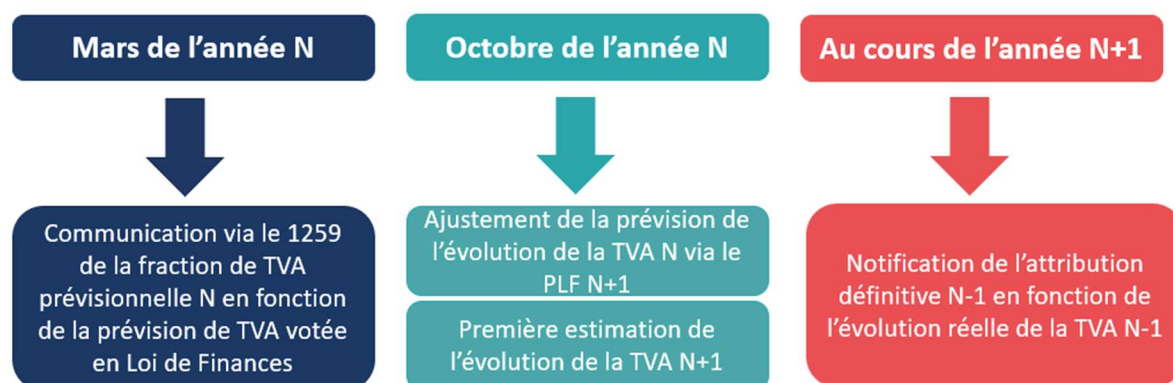 Mars de l'année N
Communication via le 1259
de la fraction de TVA
prévisionnelle N en fonction
de la prévision de TVA votée
en Loi de Finances
Octobre de l'année N
Ajustement de la prévision de
l'évolution de la TVA N via le
PLF N+1
Première estimation de
l'évolution de la TVA N+1
Au cours de l'année N+1
Notification de l'attribution
définitive N-1 en fonction de
l'évolution réelle de la TVA N-1